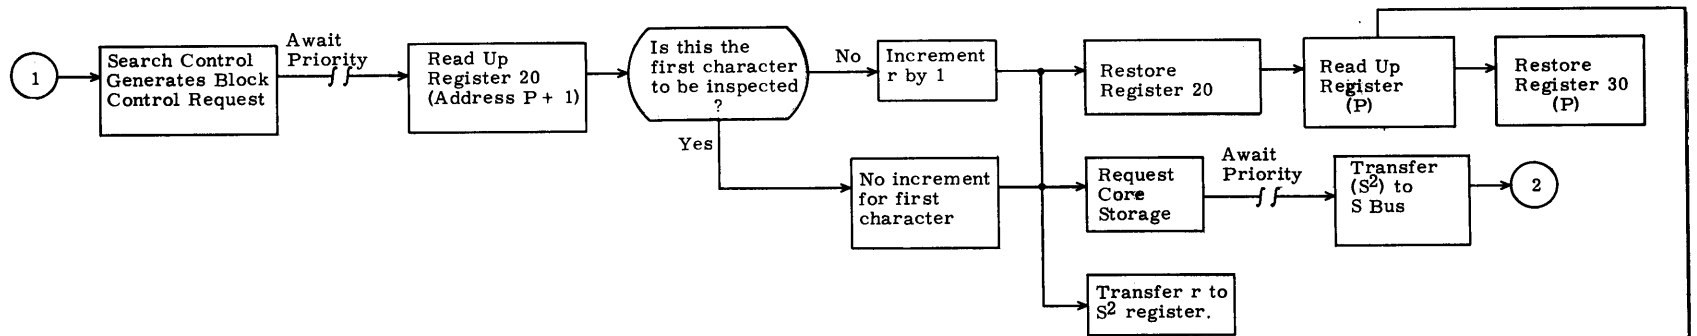 1
Search Control
Generates Block
Control Request
Await
Priority
Read Up
Register 20
(Address P + 1)
Is this the
first character
to be inspected
?
No
Yes
Increment
r by 1
No increment
for first
character
Restore
Register 20
Read Up
Register
(P)
Restore
Register 30
(P)
Request
Core
Storage
Await
Priority
Transfer
(S²) to
S Bus
2
Transfer r to
S² register.